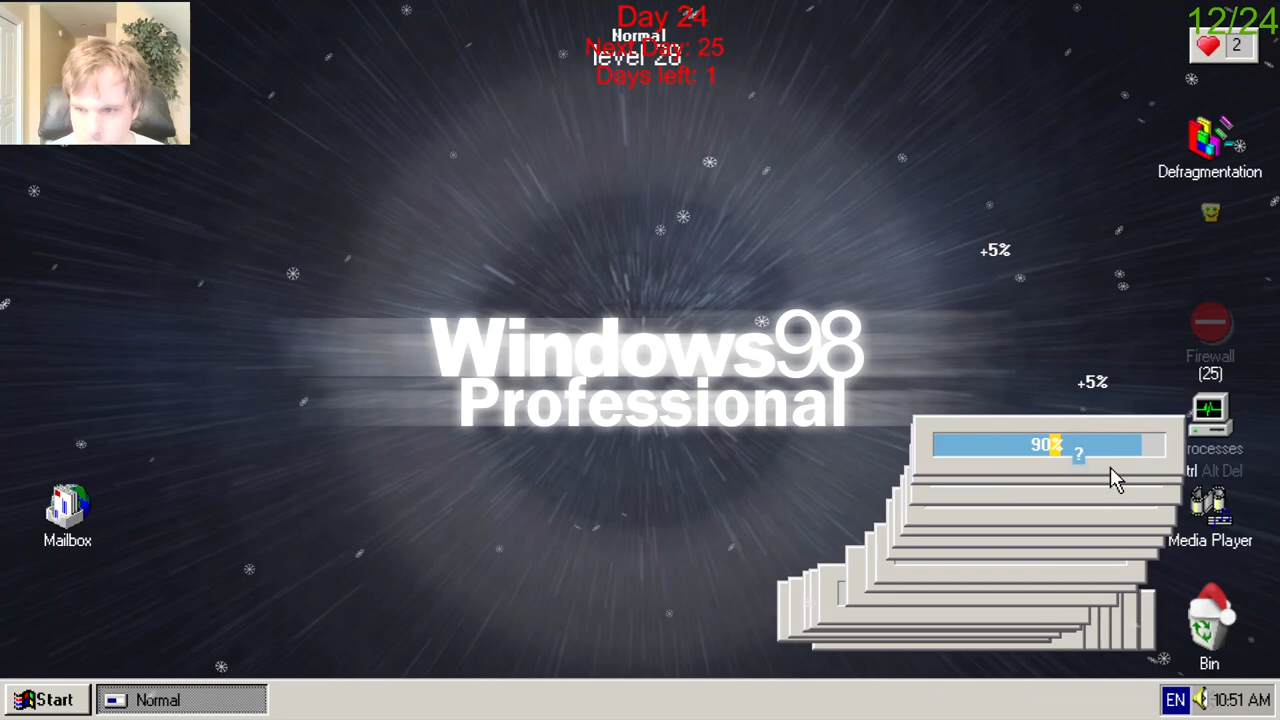 Day 24
Normal
Next Day: 25
level 28
Days left: 1
12/24
2
Defragmentation
+5%
Windows98
Professional
Firewall
(25)
+5%
90%
?
rocesses
trl Alt Del
Mailbox
Media Player
Bin
Start
Normal
EN
10:51 AM